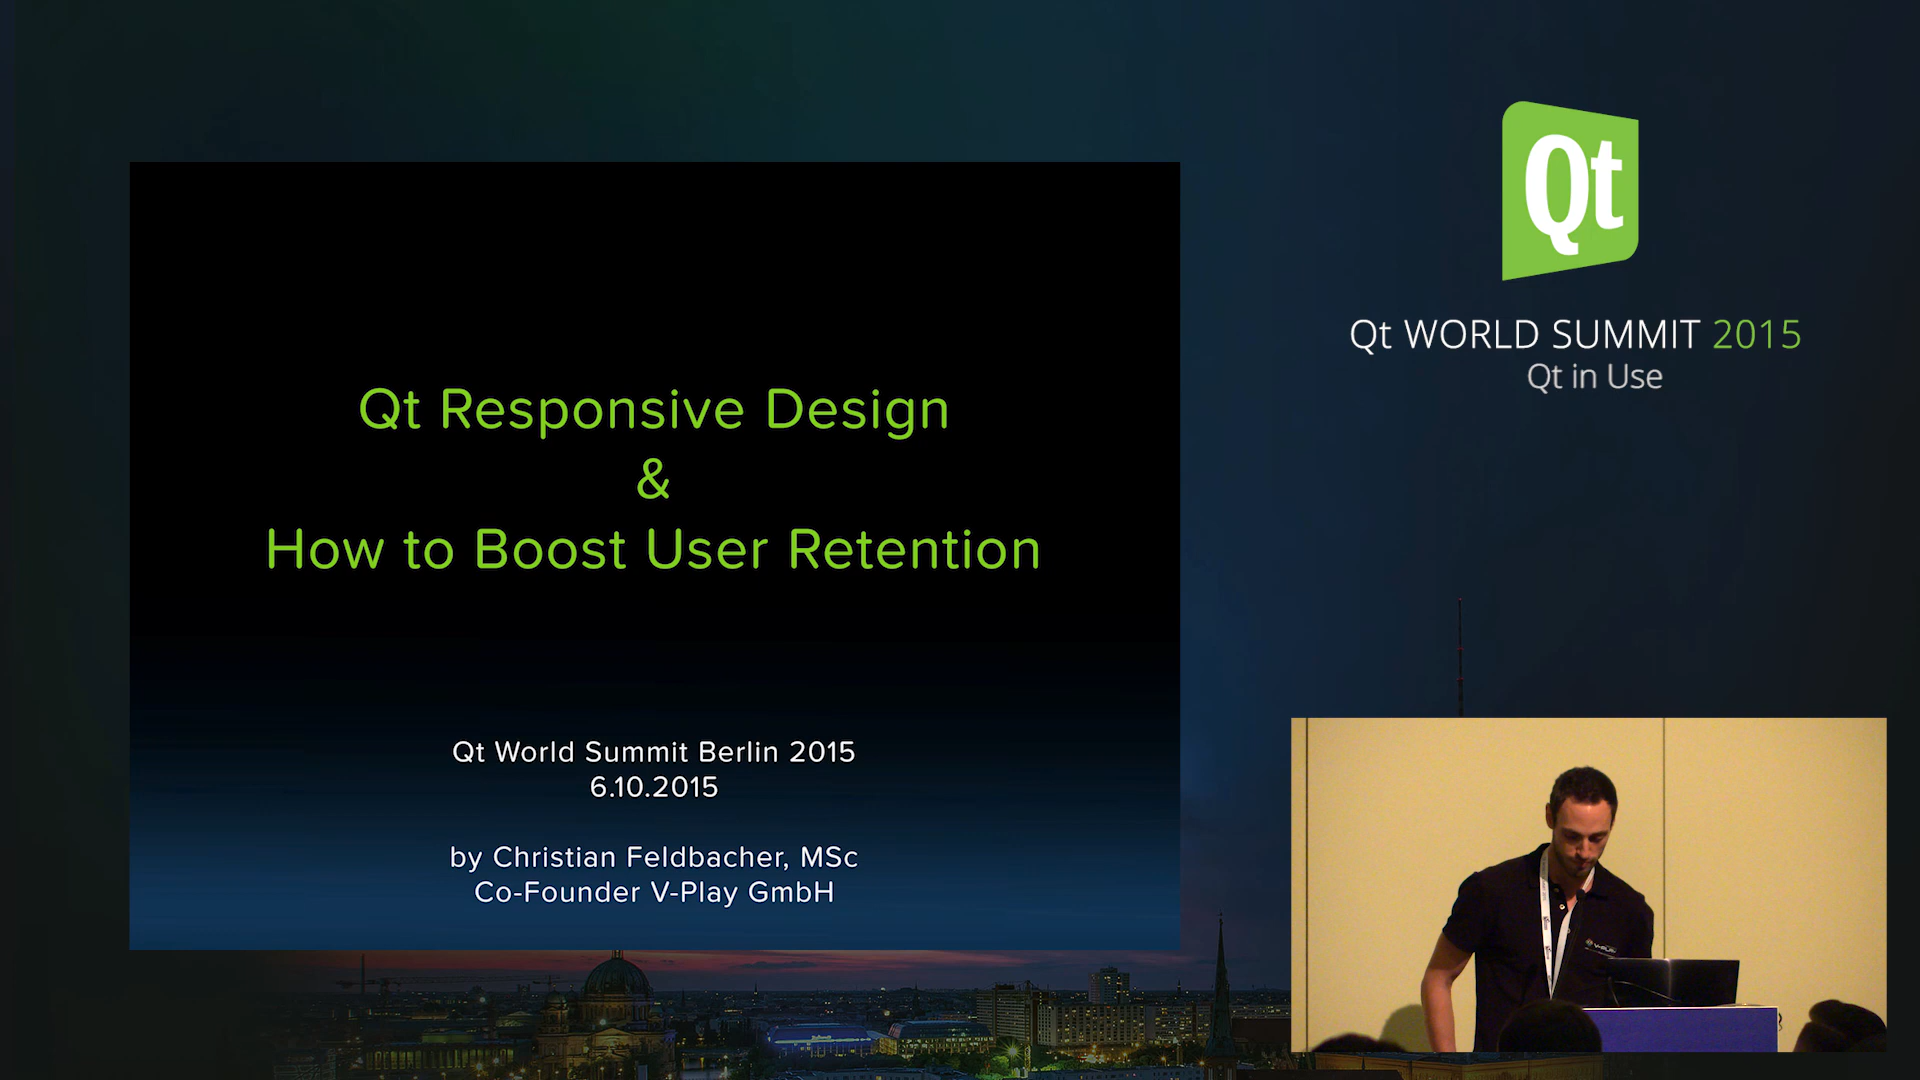 Qt Responsive Design
&
How to Boost User Retention
Qt World Summit Berlin 2015
6.10.2015
by Christian Feldbacher, MSc
Co-Founder V-Play GmbH
Qt
Qt WORLD SUMMIT 2015
Qt in Use